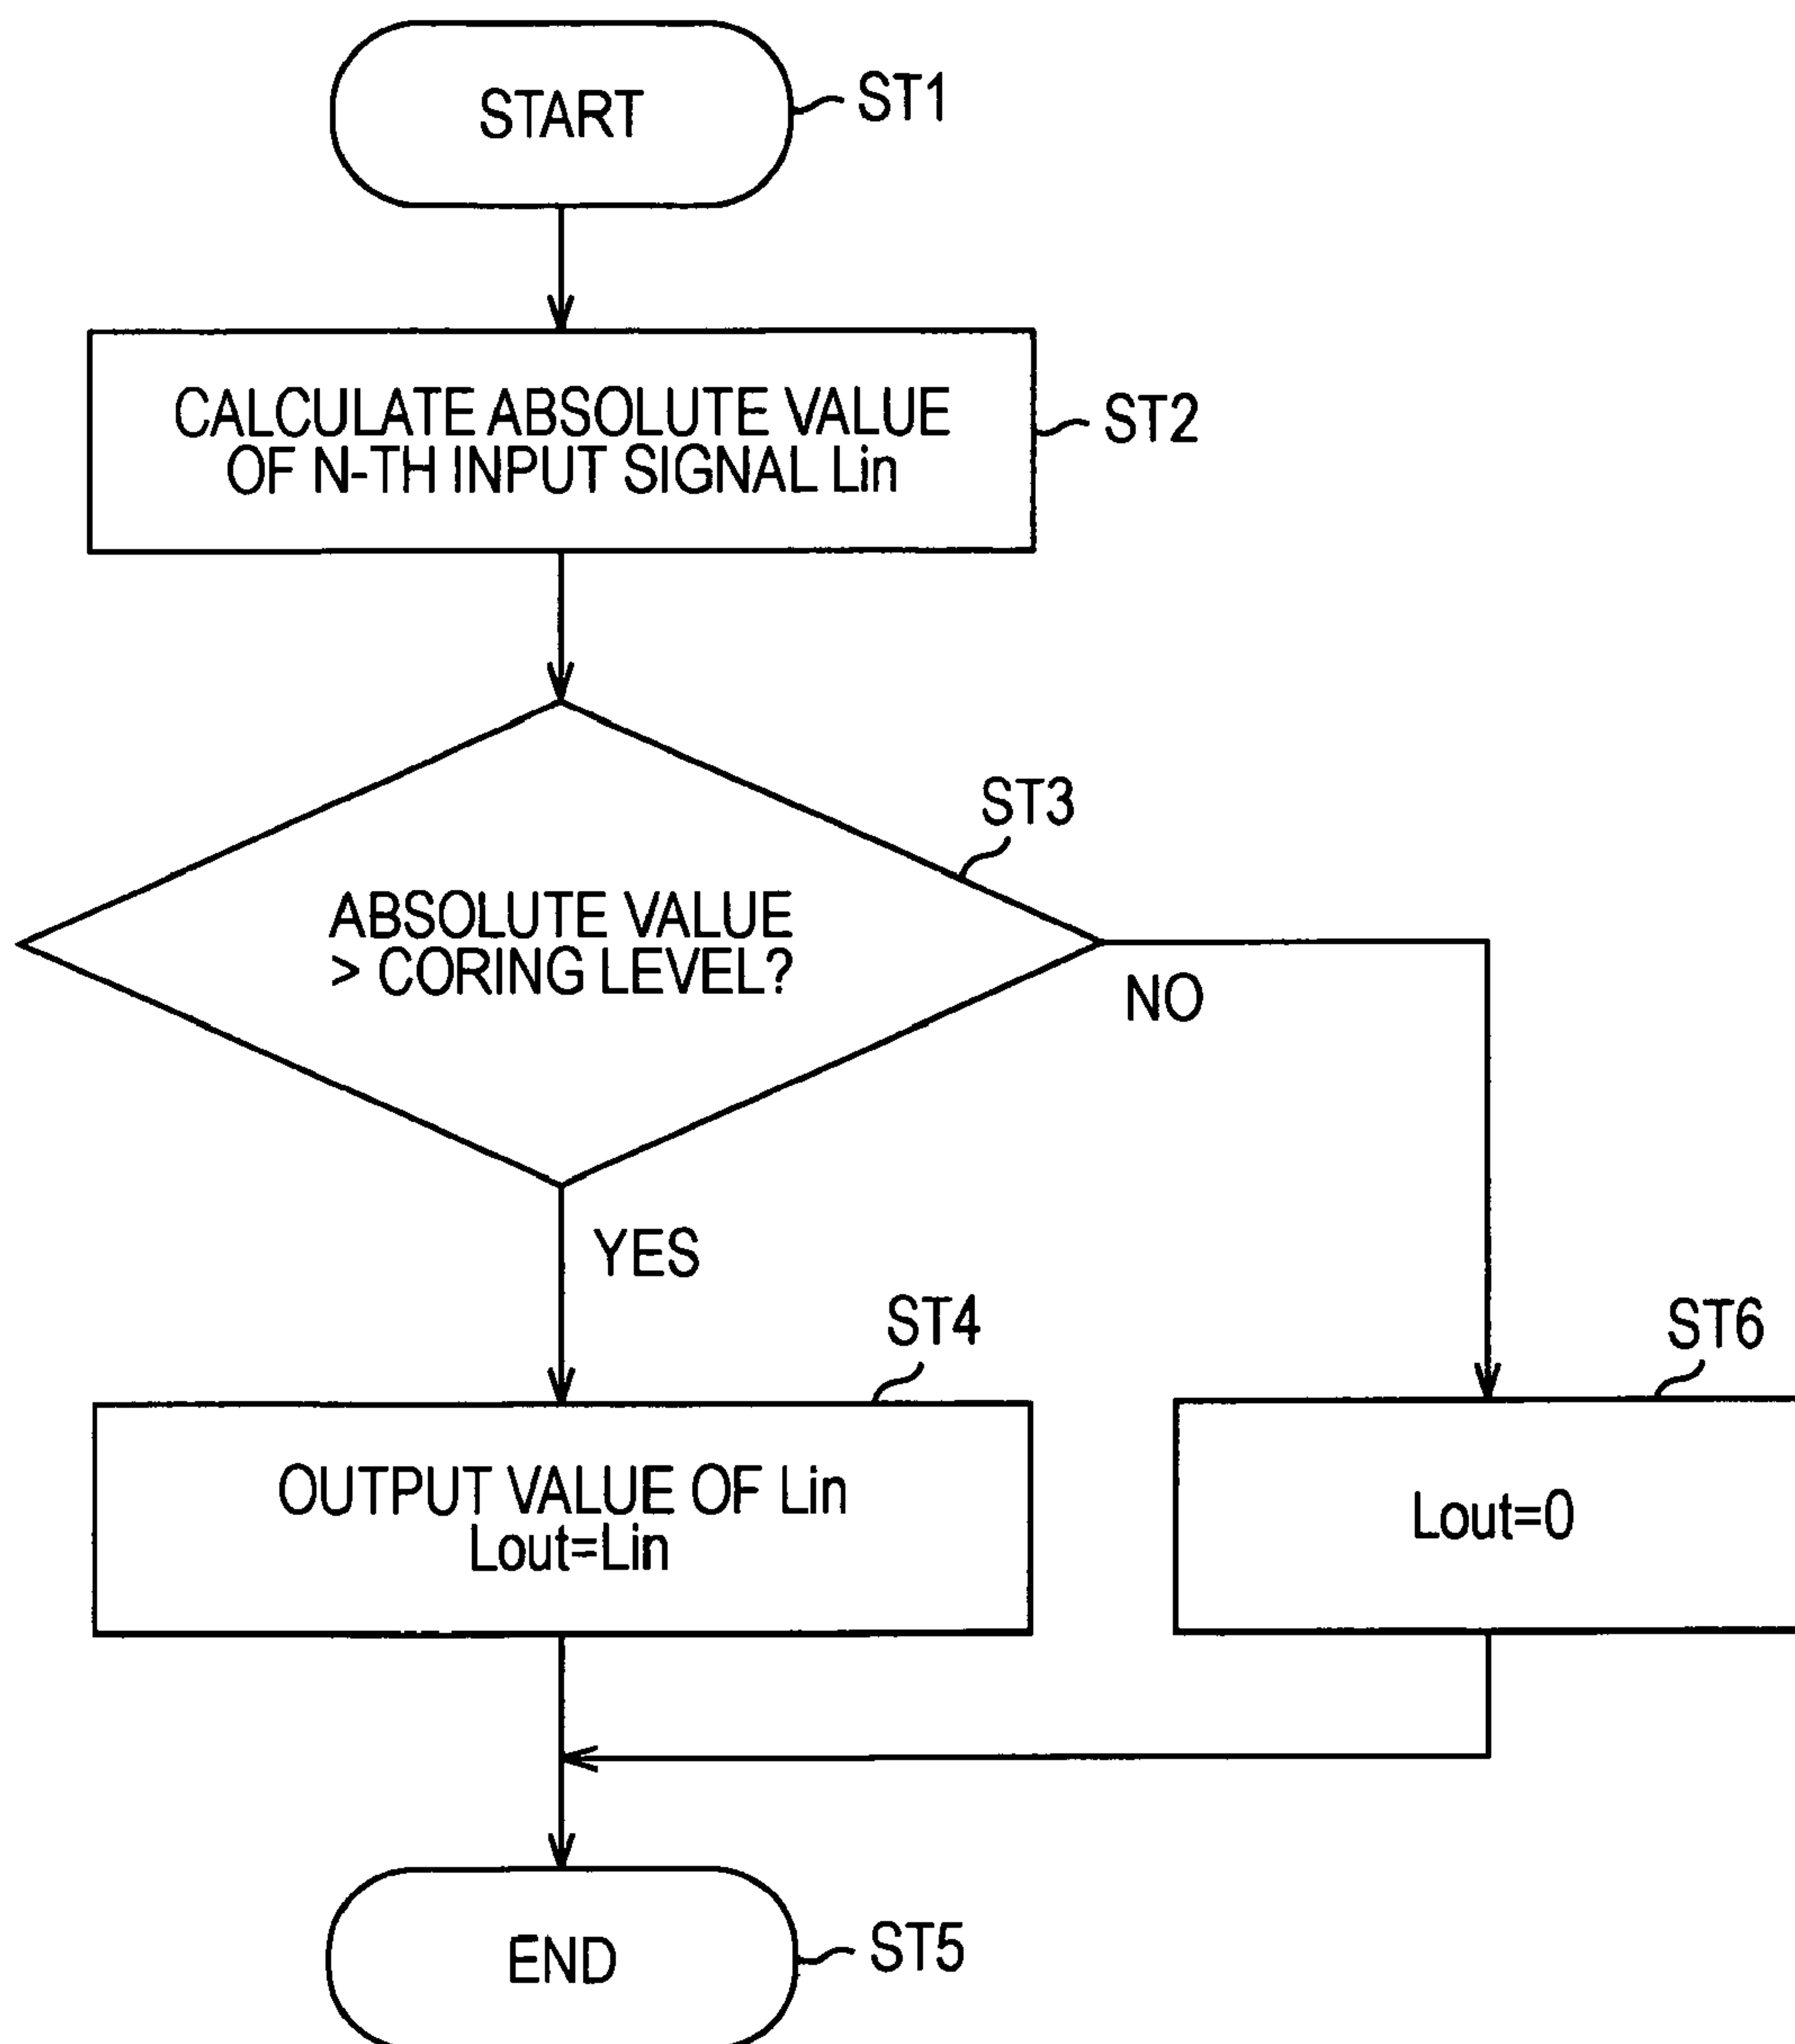 START
ST1
CALCULATE ABSOLUTE VALUE
OF N-TH INPUT SIGNAL Lin
ST2
ST3
ABSOLUTE VALUE
> CORING LEVEL?
NO
YES
ST4
ST6
OUTPUT VALUE OF Lin
Lout=Lin
Lout=0
END
ST5